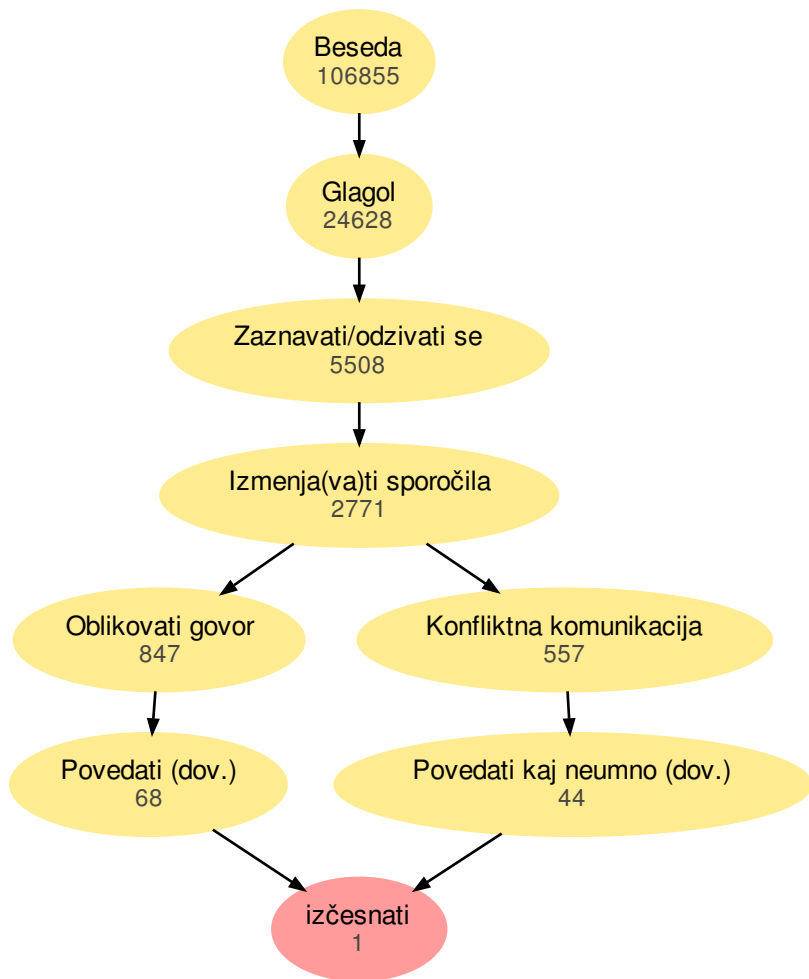 Beseda
106855
Glagol
24628
Zaznavati/odzivati se
5508
Izmenja(va)ti sporočila
2771
Oblikovati govor
847
Konfliktna komunikacija
557
Povedati (dov.)
68
Povedati kaj neumno (dov.)
44
izčesnati
1